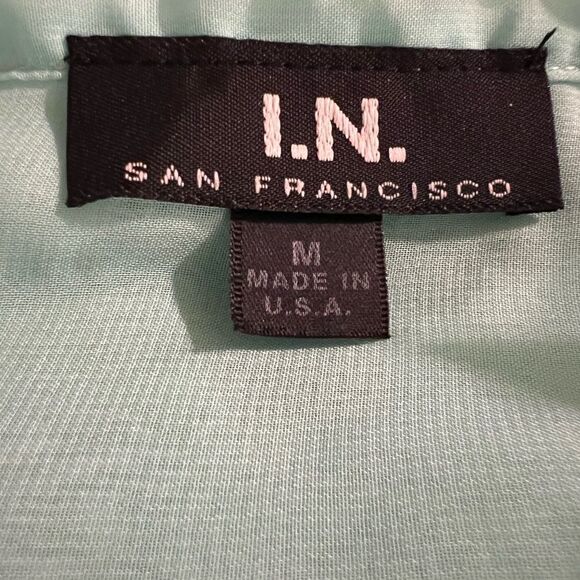 I.N.
SAN FRANCISCO
M
MADE IN
U.S.A.